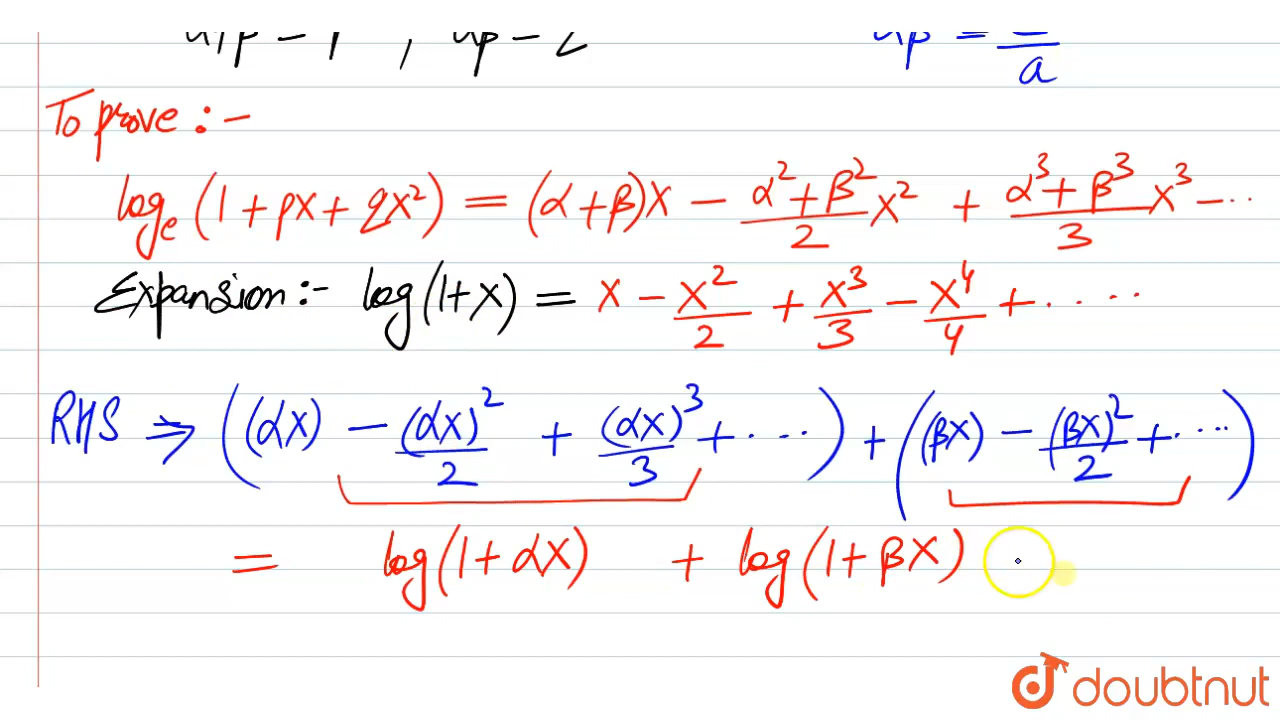 To prove :-
logₑ(1+px+qx²) = (α+β)x - (α²+β²)/2 x² + (α³+β³)/3 x³ - ...
Expansion :- log(1+x) = x - x²/2 + x³/3 - x⁴/4 + ....
RHS ⇒ ((αx) - (αx)²/2 + (αx)³/3 + ....) + ((βx) - (βx)²/2 + ....)
= log(1+αx) + log(1+βx)
doubtnut